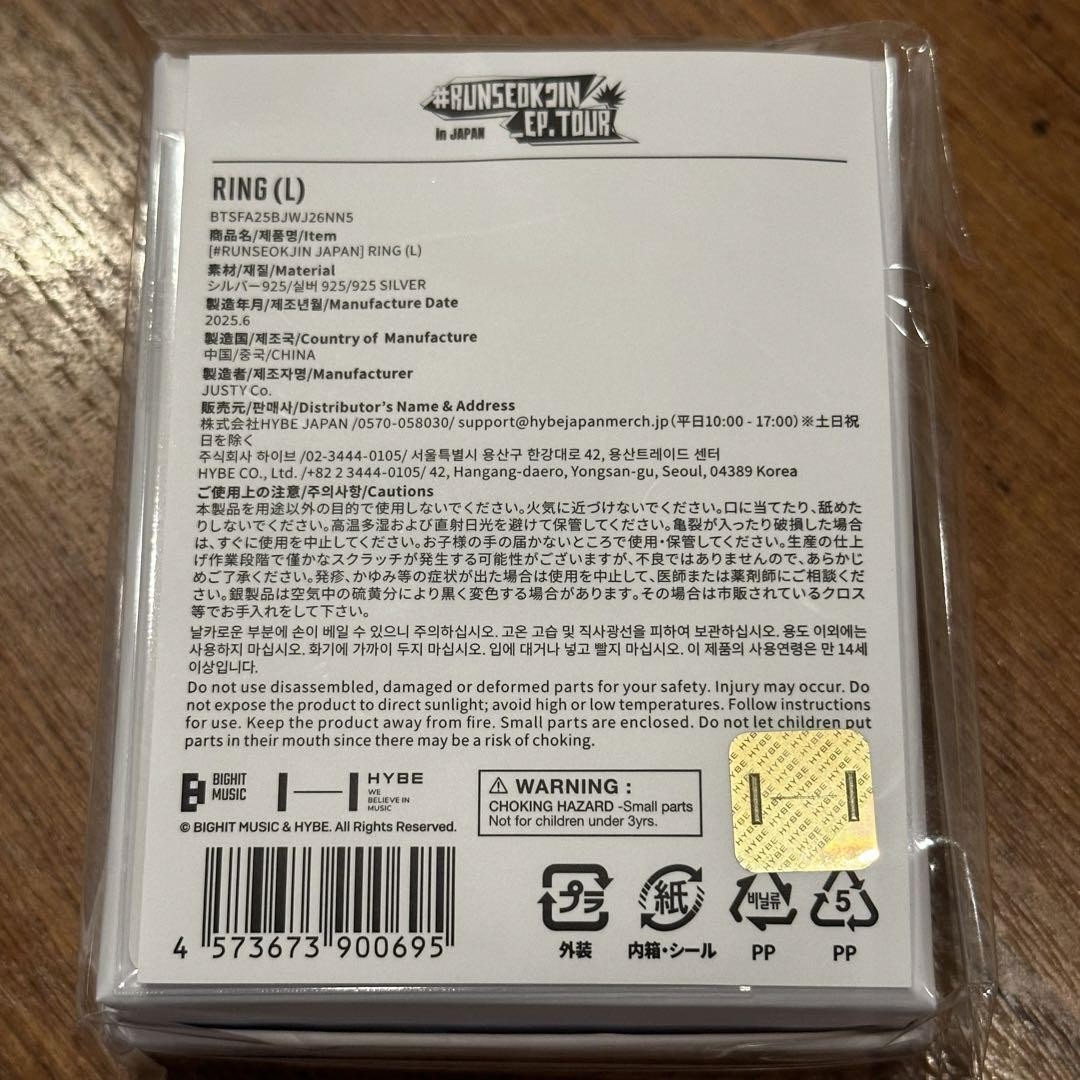 #RUNSEOKJIN
in JAPAN _EP.TOUR
RING (L)
BTSFA25BJWJ26NN5
商品名/제품명/Item
[#RUNSEOKJIN JAPAN] RING (L)
素材/재질/Material
シルバー925/실버 925/925 SILVER
製造年月/제조년월/Manufacture Date
2025.6
製造国/제조국/Country of Manufacture
中国/중국/CHINA
製造者/제조자명/Manufacturer
JUSTY Co.
販売元/판매사/Distributor's Name & Address
株式会社HYBE JAPAN /0570-058030/ support@hybejapanmerch.jp(平日10:00 - 17:00)※土日祝
日を除く
주식회사 하이브 /02-3444-0105/ 서울특별시 용산구 한강대로 42, 용산트레이드 센터
HYBE CO., Ltd. /+82 2 3444-0105/ 42, Hangang-daero, Yongsan-gu, Seoul, 04389 Korea
ご使用上の注意/주의사항/Cautions
本製品を用途以外の目的で使用しないでください。火気に近づけないでください。口に当てたり、舐めた
りしないでください。高温多湿および直射日光を避けて保管してください。亀裂が入ったり破損した場合
は、すぐに使用を中止してください。お子様の手の届かないところで使用・保管してください。生産の仕上
げ作業段階で僅かなスクラッチが発生する可能性がございますが、不良ではありませんので、あらかじ
めご了承ください。発疹、かゆみ等の症状が出た場合は使用を中止して、医師または薬剤師にご相談くだ
さい。銀製品は空気中の硫黄分により黒く変色する場合があります。その場合は市販されているクロス
等でお手入れをして下さい。
날카로운 부분에 손이 베일 수 있으니 주의하십시오. 고온 고습 및 직사광선을 피하여 보관하십시오. 용도 이외에는
사용하지 마십시오. 화기에 가까이 두지 마십시오. 입에 대거나 넣고 빨지 마십시오. 이 제품의 사용연령은 만 14세
이상입니다.
Do not use disassembled, damaged or deformed parts for your safety. Injury may occur. Do
not expose the product to direct sunlight; avoid high or low temperatures. Follow instructions
for use. Keep the product away from fire. Small parts are enclosed. Do not let children put
parts in their mouth since there may be a risk of choking.
BIGHIT
MUSIC
HYBE
WE
BELIEVE IN
MUSIC
© BIGHIT MUSIC & HYBE. All Rights Reserved.
⚠ WARNING :
CHOKING HAZARD -Small parts
Not for children under 3yrs.
HYBE HYBE HYBE HYBE
4 573673 900695
プラ
外装
紙
内箱・シール
비닐류
PP
5
PP